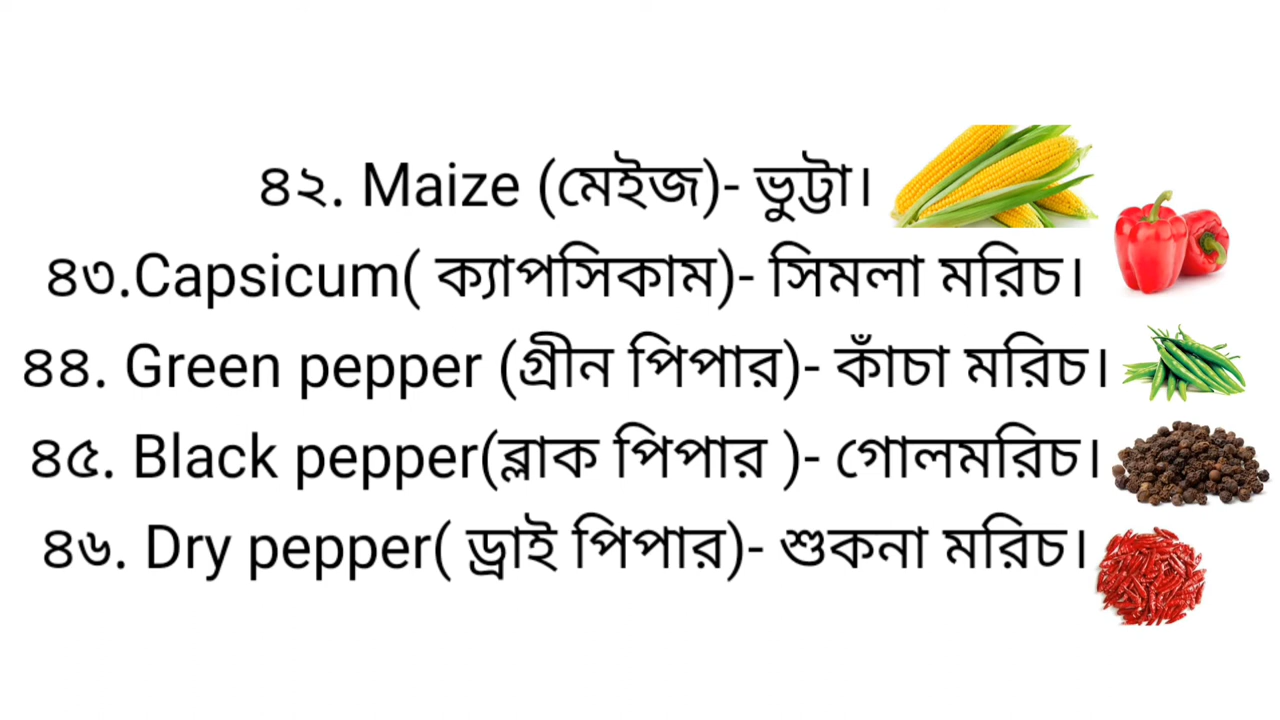 ৪২. Maize (মেইজ)- ভুট্টা।
৪৩.Capsicum( ক্যাপসিকাম)- সিমলা মরিচ।
৪৪. Green pepper (গ্রীন পিপার)- কাঁচা মরিচ।
৪৫. Black pepper(ব্লাক পিপার )- গোলমরিচ।
৪৬. Dry pepper( ড্রাই পিপার)- শুকনা মরিচ।